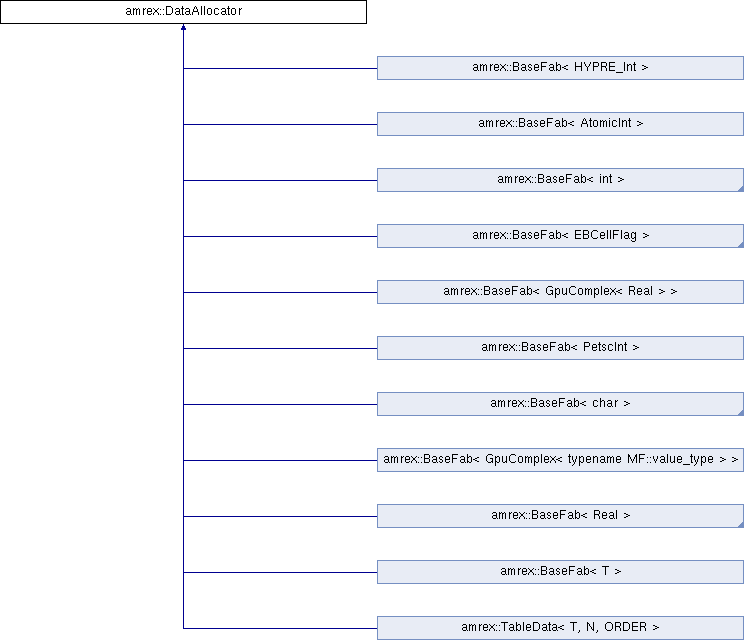 amrex::DataAllocator
amrex::BaseFab< HYPRE_Int >
amrex::BaseFab< AtomicInt >
amrex::BaseFab< int >
amrex::BaseFab< EBCellFlag >
amrex::BaseFab< GpuComplex< Real > >
amrex::BaseFab< PetscInt >
amrex::BaseFab< char >
amrex::BaseFab< GpuComplex< typename MF::value_type > >
amrex::BaseFab< Real >
amrex::BaseFab< T >
amrex::TableData< T, N, ORDER >